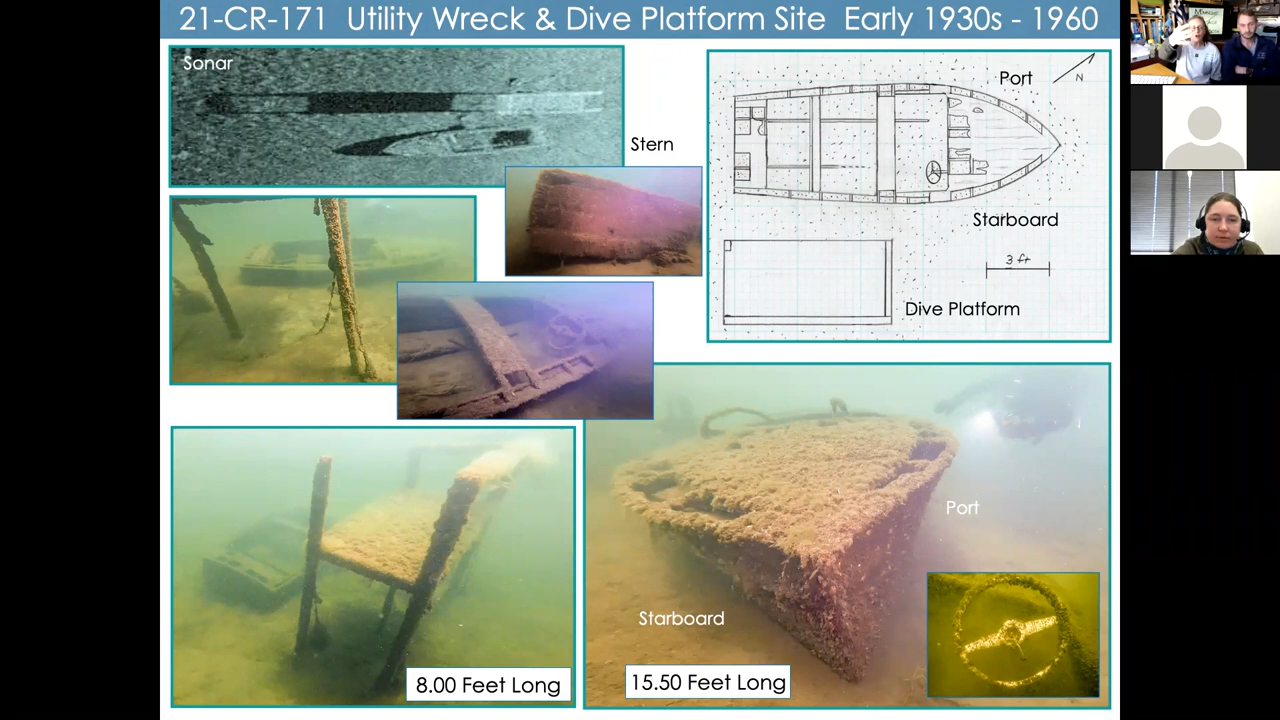 21-CR-171 Utility Wreck & Dive Platform Site Early 1930s - 1960
Sonar
Stern
Port
N
Starboard
3 ft
Dive Platform
Port
Starboard
8.00 Feet Long
15.50 Feet Long